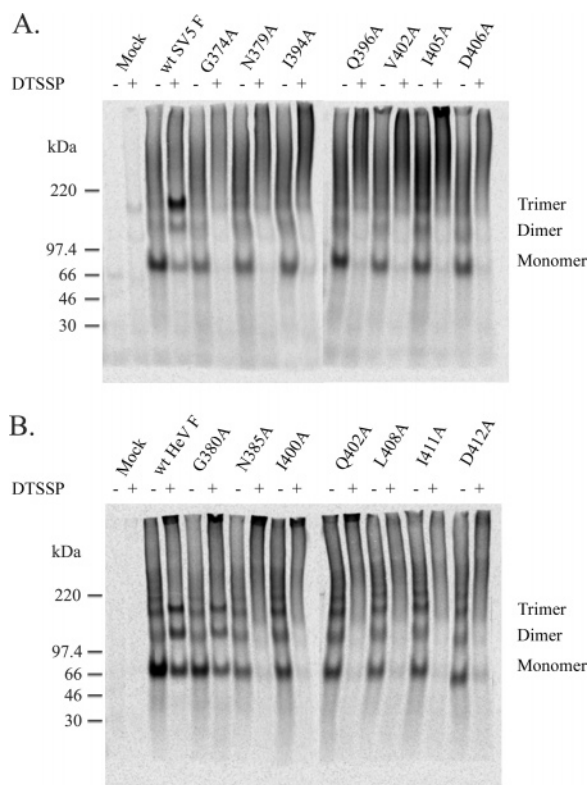 A.
Mock wt SV5 F G374A N379A I394A Q396A V402A I405A D406A
DTSSP - + - + - + - + - + - + - + - + - +
kDa
220
Trimer
Dimer
97.4
Monomer
66
46
30
B.
Mock wt HeV F G380A N385A I400A Q402A L408A I411A D412A
DTSSP - + - + - + - + - + - + - + - + - +
kDa
220
Trimer
Dimer
97.4
Monomer
66
46
30